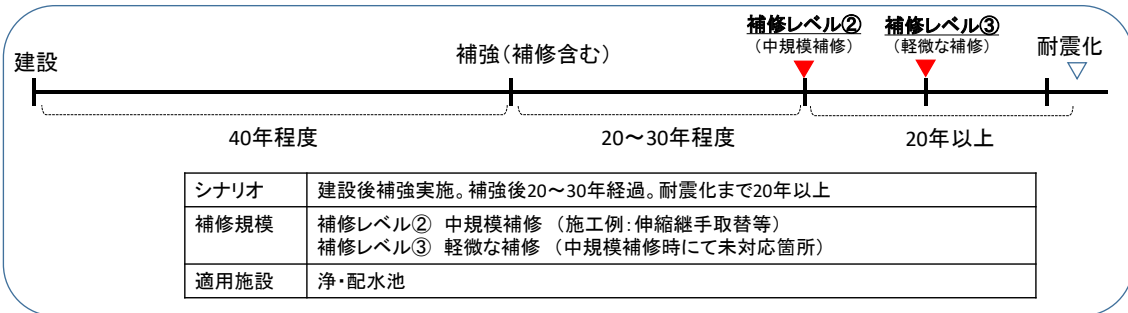 補修レベル② 補修レベル③
（中規模補修） （軽微な補修）
建設 補強（補修含む） 耐震化
40年程度 20～30年程度 20年以上
シナリオ 建設後補強実施。補強後20～30年経過。耐震化まで20年以上
補修規模 補修レベル② 中規模補修 （施工例：伸縮継手取替等）
補修レベル③ 軽微な補修 （中規模補修時にて未対応箇所）
適用施設 浄・配水池